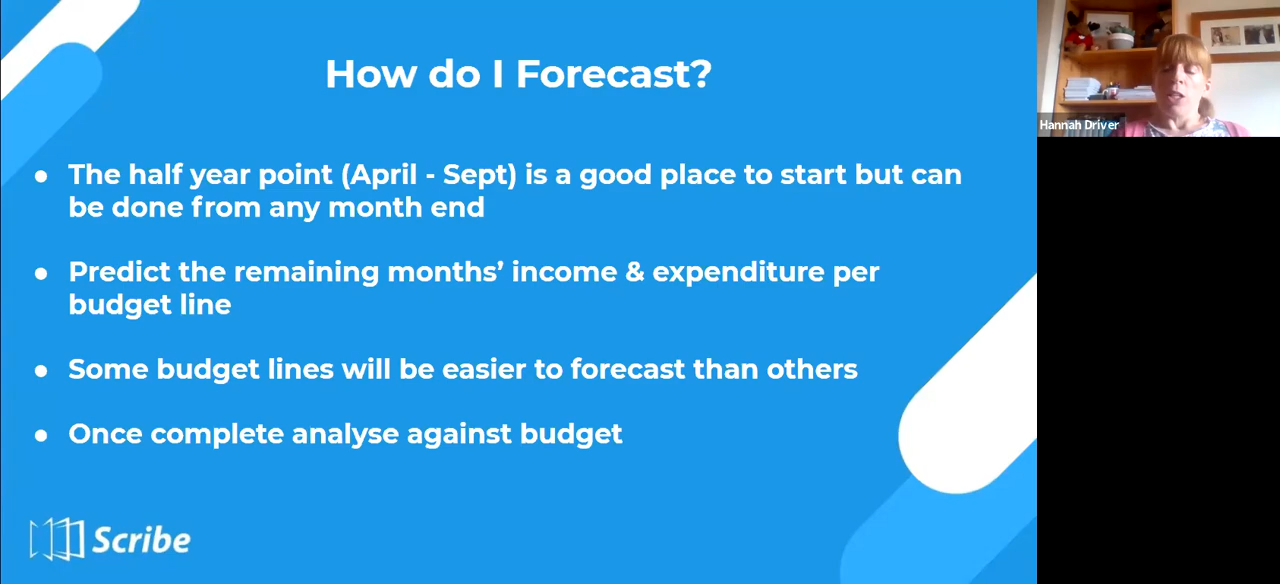 How do I Forecast?
Hannah Driver
● The half year point (April - Sept) is a good place to start but can
be done from any month end
● Predict the remaining months’ income & expenditure per
budget line
● Some budget lines will be easier to forecast than others
● Once complete analyse against budget
Scribe